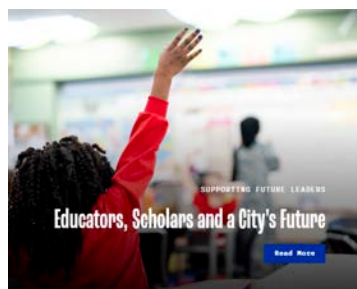 SUPPORTING FUTURE LEADERS
Educators, Scholars and a City's Future
Read More